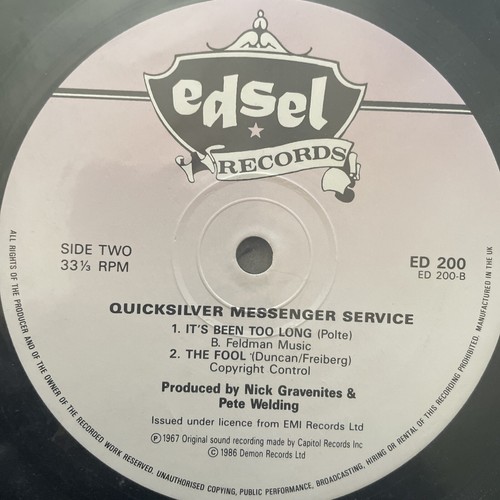 edsel
RECORDS
SIDE TWO
33⅓ RPM
ED 200
ED 200-B
QUICKSILVER MESSENGER SERVICE
1. IT'S BEEN TOO LONG (Polte)
B. Feldman Music
2. THE FOOL (Duncan/Freiberg)
Copyright Control
Produced by Nick Gravenites &
Pete Welding
Issued under licence from EMI Records Ltd
℗ 1967 Original sound recording made by Capitol Records Inc
© 1986 Demon Records Ltd
ALL RIGHTS OF THE PRODUCER AND OF THE OWNER OF THE RECORDED WORK RESERVED. UNAUTHORISED COPYING, PUBLIC PERFORMANCE, BROADCASTING, HIRING OR RENTAL OF THIS RECORDING PROHIBITED. MANUFACTURED IN THE UK